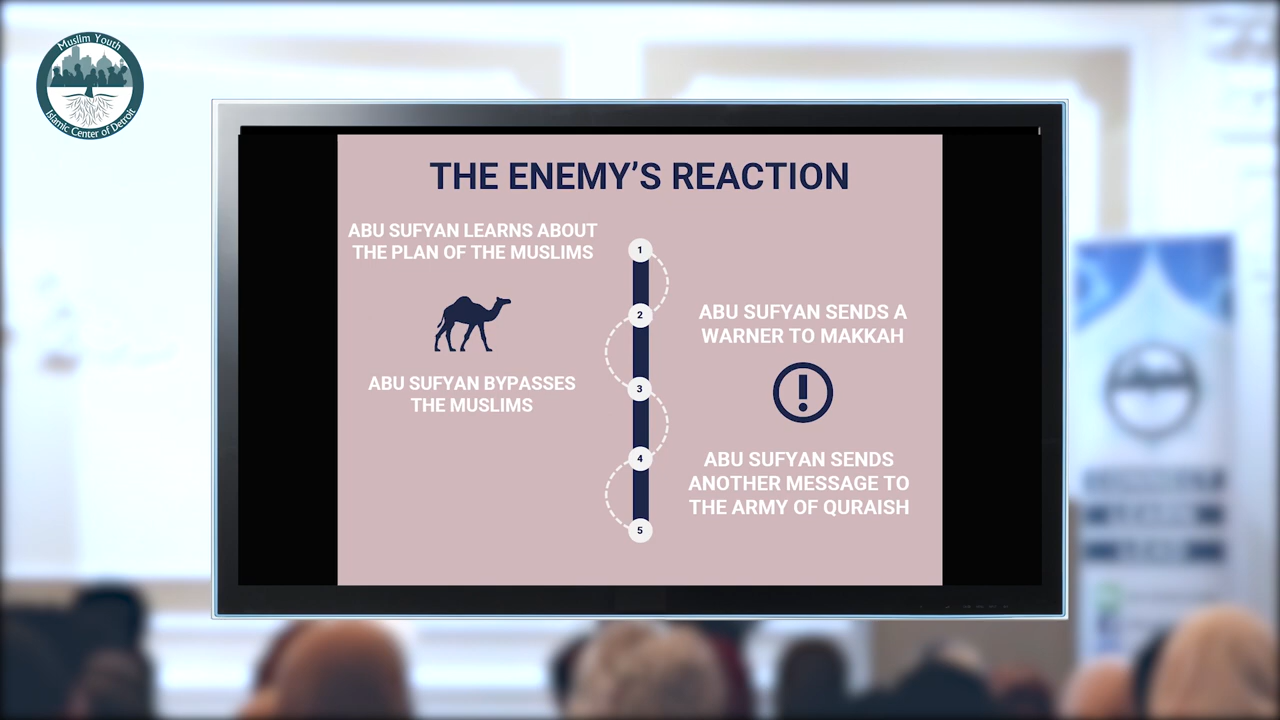 Muslim Youth
Islamic Center of Detroit
THE ENEMY'S REACTION
ABU SUFYAN LEARNS ABOUT
THE PLAN OF THE MUSLIMS
1
2
ABU SUFYAN SENDS A
WARNER TO MAKKAH
ABU SUFYAN BYPASSES
THE MUSLIMS
3
4
ABU SUFYAN SENDS
ANOTHER MESSAGE TO
THE ARMY OF QURAISH
5